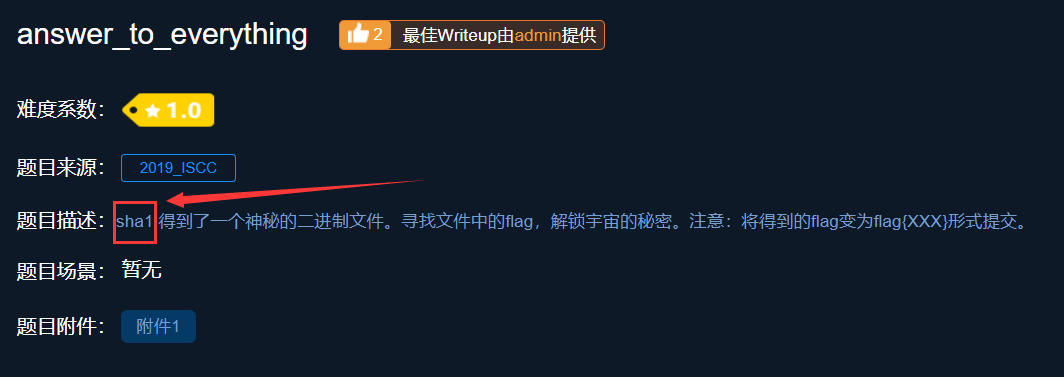 answer_to_everything 2 最佳Writeup由admin提供
难度系数： 1.0
题目来源： 2019_ISCC
题目描述：sha1 得到了一个神秘的二进制文件。寻找文件中的flag，解锁宇宙的秘密。注意：将得到的flag变为flag{XXX}形式提交。
题目场景： 暂无
题目附件： 附件1